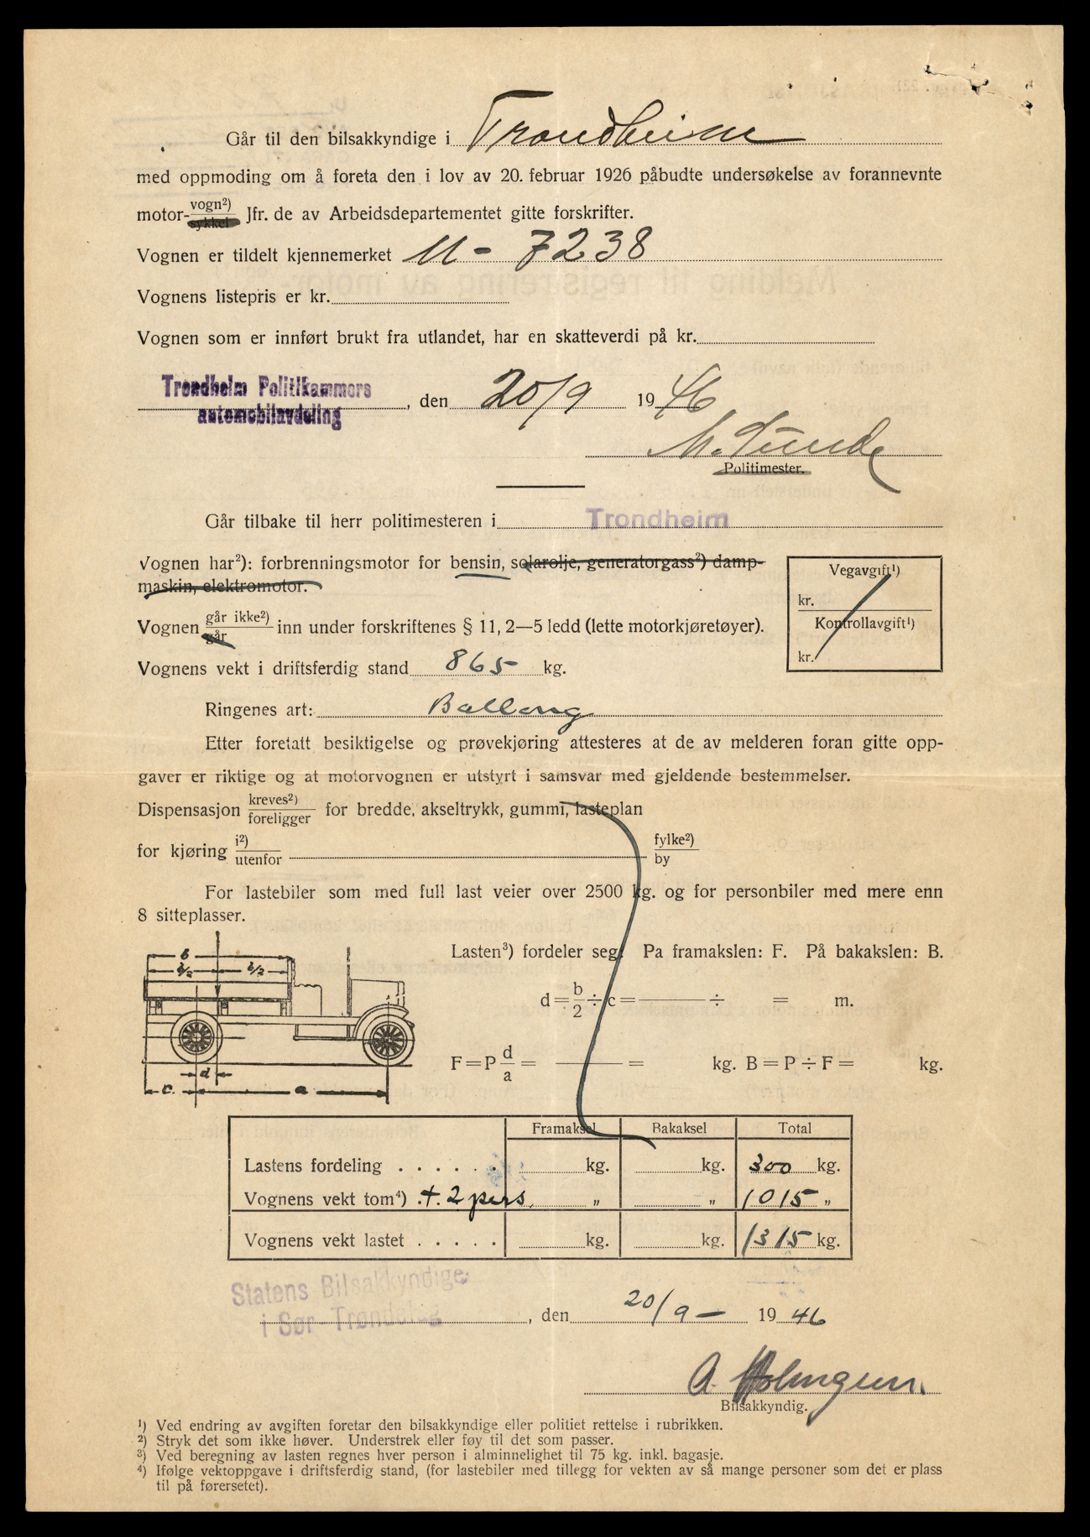 Går til den bilsakkyndige i Trondheim
med oppmoding om å foreta den i lov av 20. februar 1926 påbudte undersøkelse av forannevnte
motor-vogn²)
sykkel Jfr. de av Arbeidsdepartementet gitte forskrifter.
Vognen er tildelt kjennemerket U - 7238
Vognens listepris er kr.
Vognen som er innført brukt fra utlandet, har en skatteverdi på kr.
Trondheim Politikammers
automobilavdeling, den 20/9 1946
M. Sunde
Politimester.
Går tilbake til herr politimesteren i Trondheim
Vognen har²): forbrenningsmotor for bensin, solarolje, generatorgass²) damp-
maskin, elektromotor.
Vegavgift¹)
kr.
Kontrollavgift¹)
kr.
Vognen går ikke²)
går inn under forskriftenes § 11, 2—5 ledd (lette motorkjøretøyer).
Vognens vekt i driftsferdig stand 865 kg.
Ringenes art: Ballong
Etter foretatt besiktigelse og prøvekjøring attesteres at de av melderen foran gitte opp-
gaver er riktige og at motorvognen er utstyrt i samsvar med gjeldende bestemmelser.
Dispensasjon kreves²)
foreligger for bredde, akseltrykk, gummi, lasteplan
for kjøring i²)
utenfor fylke²)
by
For lastebiler som med full last veier over 2500 kg. og for personbiler med mere enn
8 sitteplasser.
b
b/2 b/2
d
c. a
Lasten³) fordeler seg: Pa framakslen: F. På bakakslen: B.
d = b/2 ÷ c = ÷ = m.
F = P d/a = = kg. B = P ÷ F = kg.
Framaksel Bakaksel Total
Lastens fordeling . . . . . . kg. kg. 300 kg.
Vognens vekt tom⁴) .+. 2 pers. „ „ 1015 „
Vognens vekt lastet . . . . . kg. kg. 1315 kg.
Statens Bilsakkyndige
i Sør-Trøndelag, den 20/9 - 1946
A. Holmgren.
Bilsakkyndig.
¹) Ved endring av avgiften foretar den bilsakkyndige eller politiet rettelse i rubrikken.
²) Stryk det som ikke høver. Understrek eller føy til det som passer.
³) Ved beregning av lasten regnes hver person i alminnelighet til 75 kg. inkl. bagasje.
⁴) Ifølge vektoppgave i driftsferdig stand, (for lastebiler med tillegg for vekten av så mange personer som det er plass
til på førersetet).